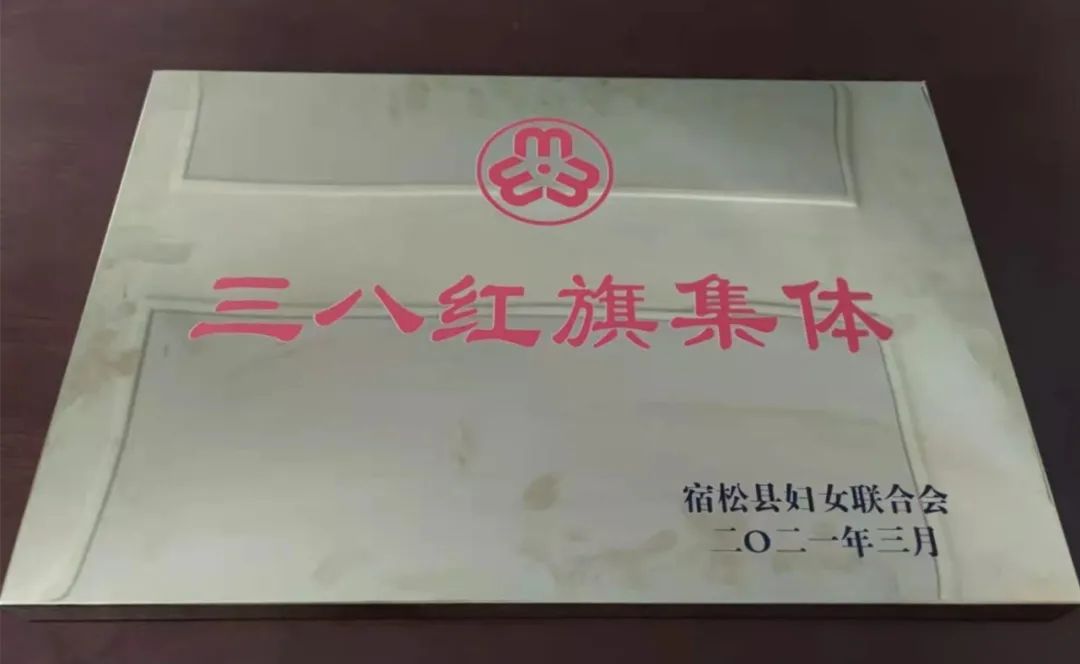 三八红旗集体
宿松县妇女联合会
二〇二一年三月